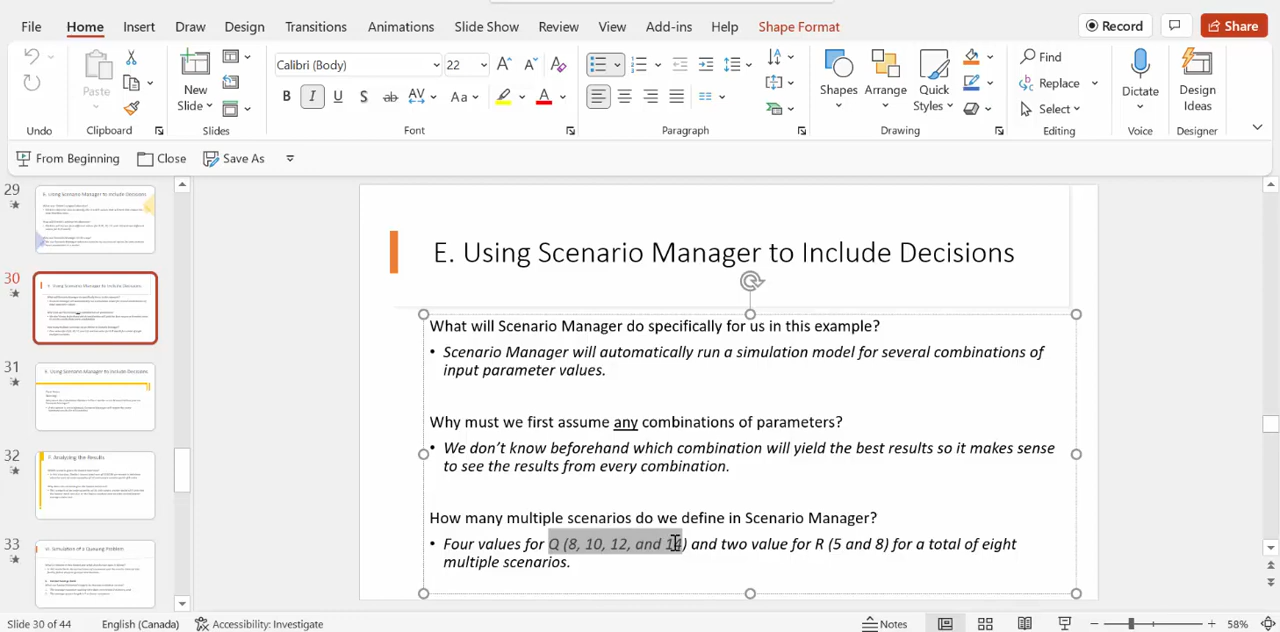 File Home Insert Draw Design Transitions Animations Slide Show Review View Add-ins Help Shape Format Record Share
Calibri (Body) 22
Paste New Slide Shapes Arrange Quick Styles Find Replace Select Dictate Design Ideas
Undo Clipboard Slides Font Paragraph Drawing Editing Voice Designer
From Beginning Close Save As
29
30
31
32
33
E. Using Scenario Manager to Include Decisions
What will Scenario Manager do specifically for us in this example?
• Scenario Manager will automatically run a simulation model for several combinations of
input parameter values.
Why must we first assume any combinations of parameters?
• We don't know beforehand which combination will yield the best results so it makes sense
to see the results from every combination.
How many multiple scenarios do we define in Scenario Manager?
• Four values for Q (8, 10, 12, and 14) and two value for R (5 and 8) for a total of eight
multiple scenarios.
Slide 30 of 44 English (Canada) Accessibility: Investigate Notes 58%